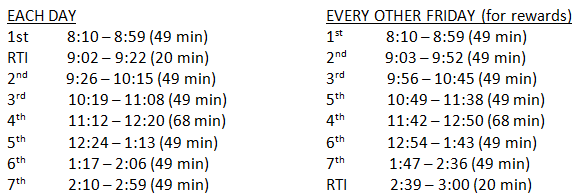 EACH DAY
1st 8:10 – 8:59 (49 min)
RTI 9:02 – 9:22 (20 min)
2nd 9:26 – 10:15 (49 min)
3rd 10:19 – 11:08 (49 min)
4th 11:12 – 12:20 (68 min)
5th 12:24 – 1:13 (49 min)
6th 1:17 – 2:06 (49 min)
7th 2:10 – 2:59 (49 min)
EVERY OTHER FRIDAY (for rewards)
1st 8:10 – 8:59 (49 min)
2nd 9:03 – 9:52 (49 min)
3rd 9:56 – 10:45 (49 min)
5th 10:49 – 11:38 (49 min)
4th 11:42 – 12:50 (68 min)
6th 12:54 – 1:43 (49 min)
7th 1:47 – 2:36 (49 min)
RTI 2:39 – 3:00 (20 min)